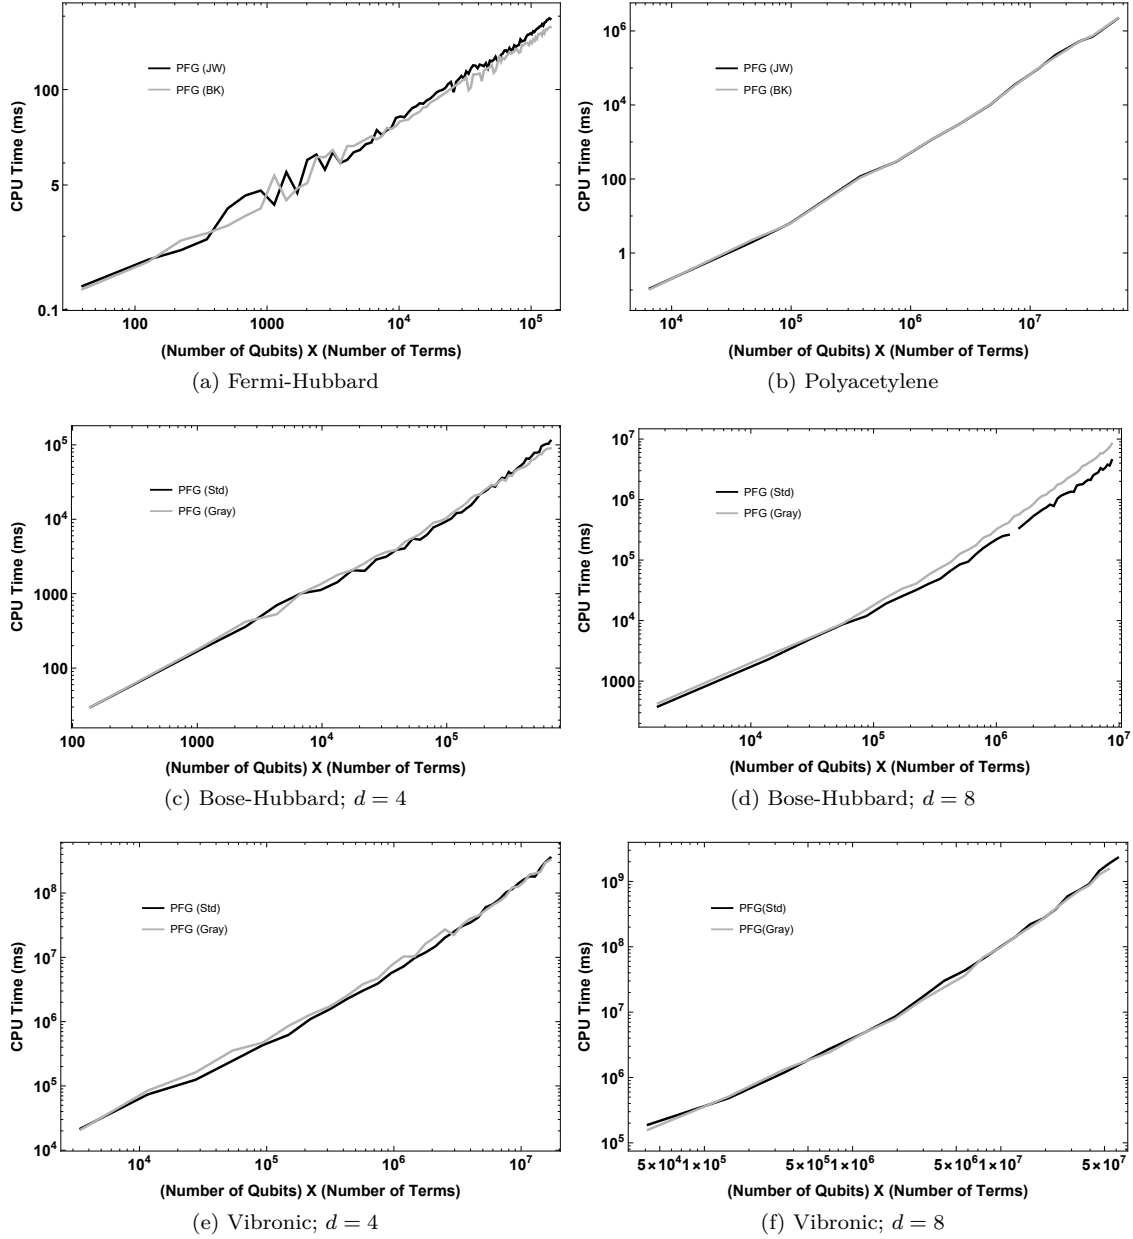 CPU Time (ms)
100
5
0.1
PFG (JW)
PFG (BK)
100
1000
10^4
10^5
(Number of Qubits) X (Number of Terms)
(a) Fermi-Hubbard
CPU Time (ms)
10^6
10^4
100
1
PFG (JW)
PFG (BK)
10^4
10^5
10^6
10^7
(Number of Qubits) X (Number of Terms)
(b) Polyacetylene
CPU Time (ms)
10^5
10^4
1000
100
PFG (Std)
PFG (Gray)
100
1000
10^4
10^5
(Number of Qubits) X (Number of Terms)
(c) Bose-Hubbard; d = 4
CPU Time (ms)
10^7
10^6
10^5
10^4
1000
PFG (Std)
PFG (Gray)
10^4
10^5
10^6
10^7
(Number of Qubits) X (Number of Terms)
(d) Bose-Hubbard; d = 8
CPU Time (ms)
10^8
10^7
10^6
10^5
10^4
PFG (Std)
PFG (Gray)
10^4
10^5
10^6
10^7
(Number of Qubits) X (Number of Terms)
(e) Vibronic; d = 4
CPU Time (ms)
10^9
10^8
10^7
10^6
10^5
PFG(Std)
PFG(Gray)
5×10^4
1×10^5
5×10^5
1×10^6
5×10^6
1×10^7
5×10^7
(Number of Qubits) X (Number of Terms)
(f) Vibronic; d = 8